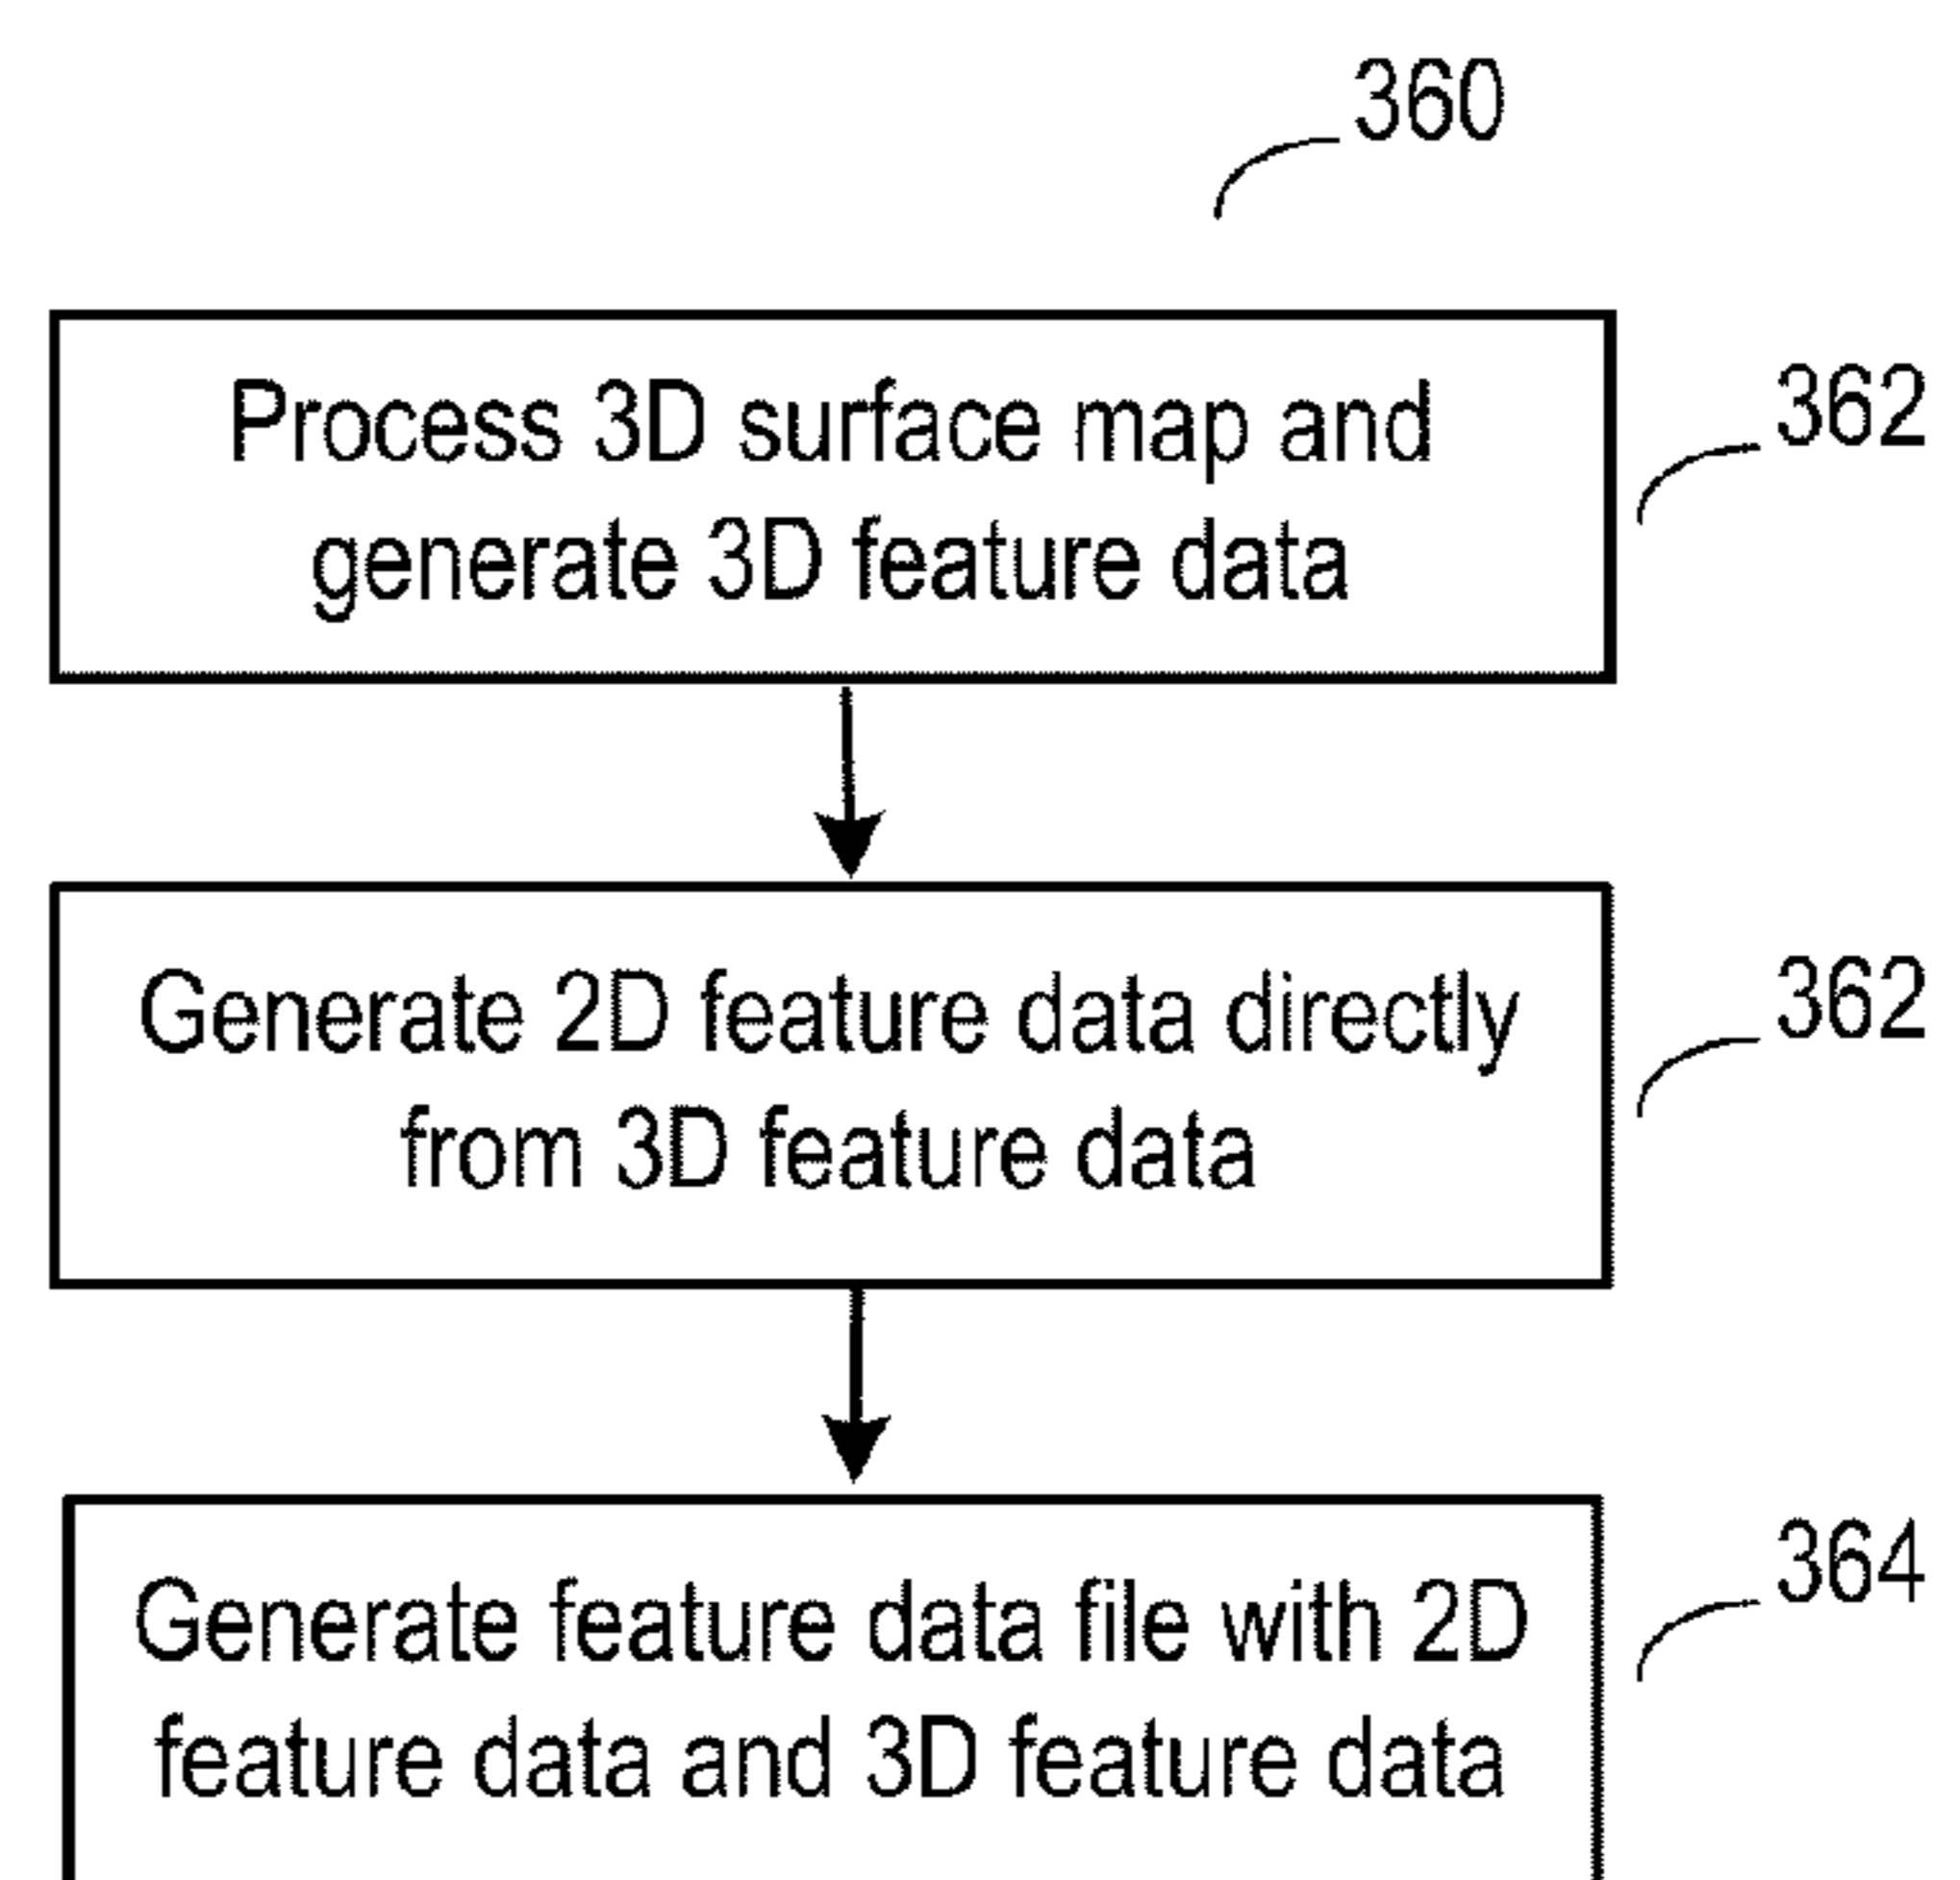 360
Process 3D surface map and
generate 3D feature data
362
Generate 2D feature data directly
from 3D feature data
362
Generate feature data file with 2D
feature data and 3D feature data
364